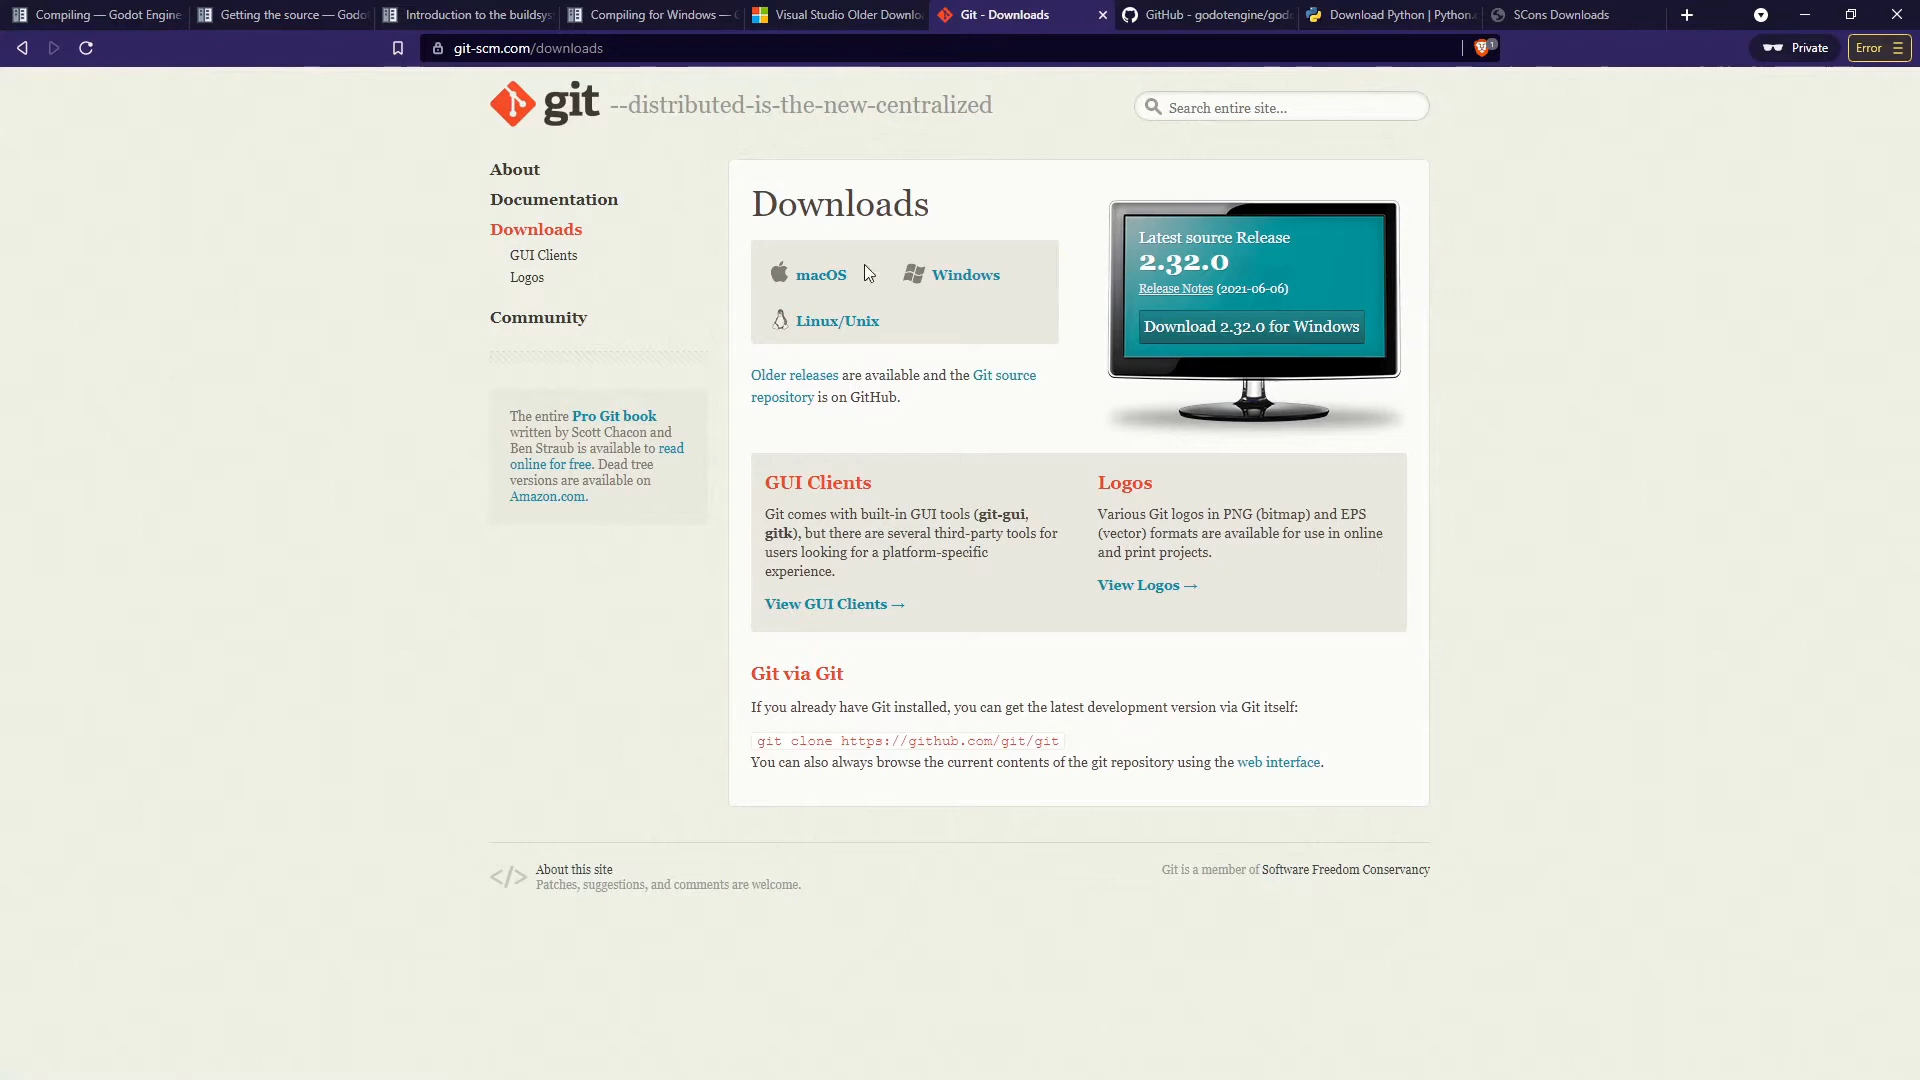 Compiling — Godot Engine
Getting the source — Godo
Introduction to the buildsys
Compiling for Windows —
Visual Studio Older Downlo
Git - Downloads
GitHub - godotengine/god
Download Python | Python.
SCons Downloads
git-scm.com/downloads
1
Private
Error
git --distributed-is-the-new-centralized
Search entire site...
About
Documentation
Downloads
GUI Clients
Logos
Community
The entire Pro Git book
written by Scott Chacon and
Ben Straub is available to read
online for free. Dead tree
versions are available on
Amazon.com.
Downloads
macOS
Windows
Linux/Unix
Older releases are available and the Git source
repository is on GitHub.
Latest source Release
2.32.0
Release Notes (2021-06-06)
Download 2.32.0 for Windows
GUI Clients
Git comes with built-in GUI tools (git-gui,
gitk), but there are several third-party tools for
users looking for a platform-specific
experience.
View GUI Clients →
Logos
Various Git logos in PNG (bitmap) and EPS
(vector) formats are available for use in online
and print projects.
View Logos →
Git via Git
If you already have Git installed, you can get the latest development version via Git itself:
git clone https://github.com/git/git
You can also always browse the current contents of the git repository using the web interface.
</> About this site
Patches, suggestions, and comments are welcome.
Git is a member of Software Freedom Conservancy